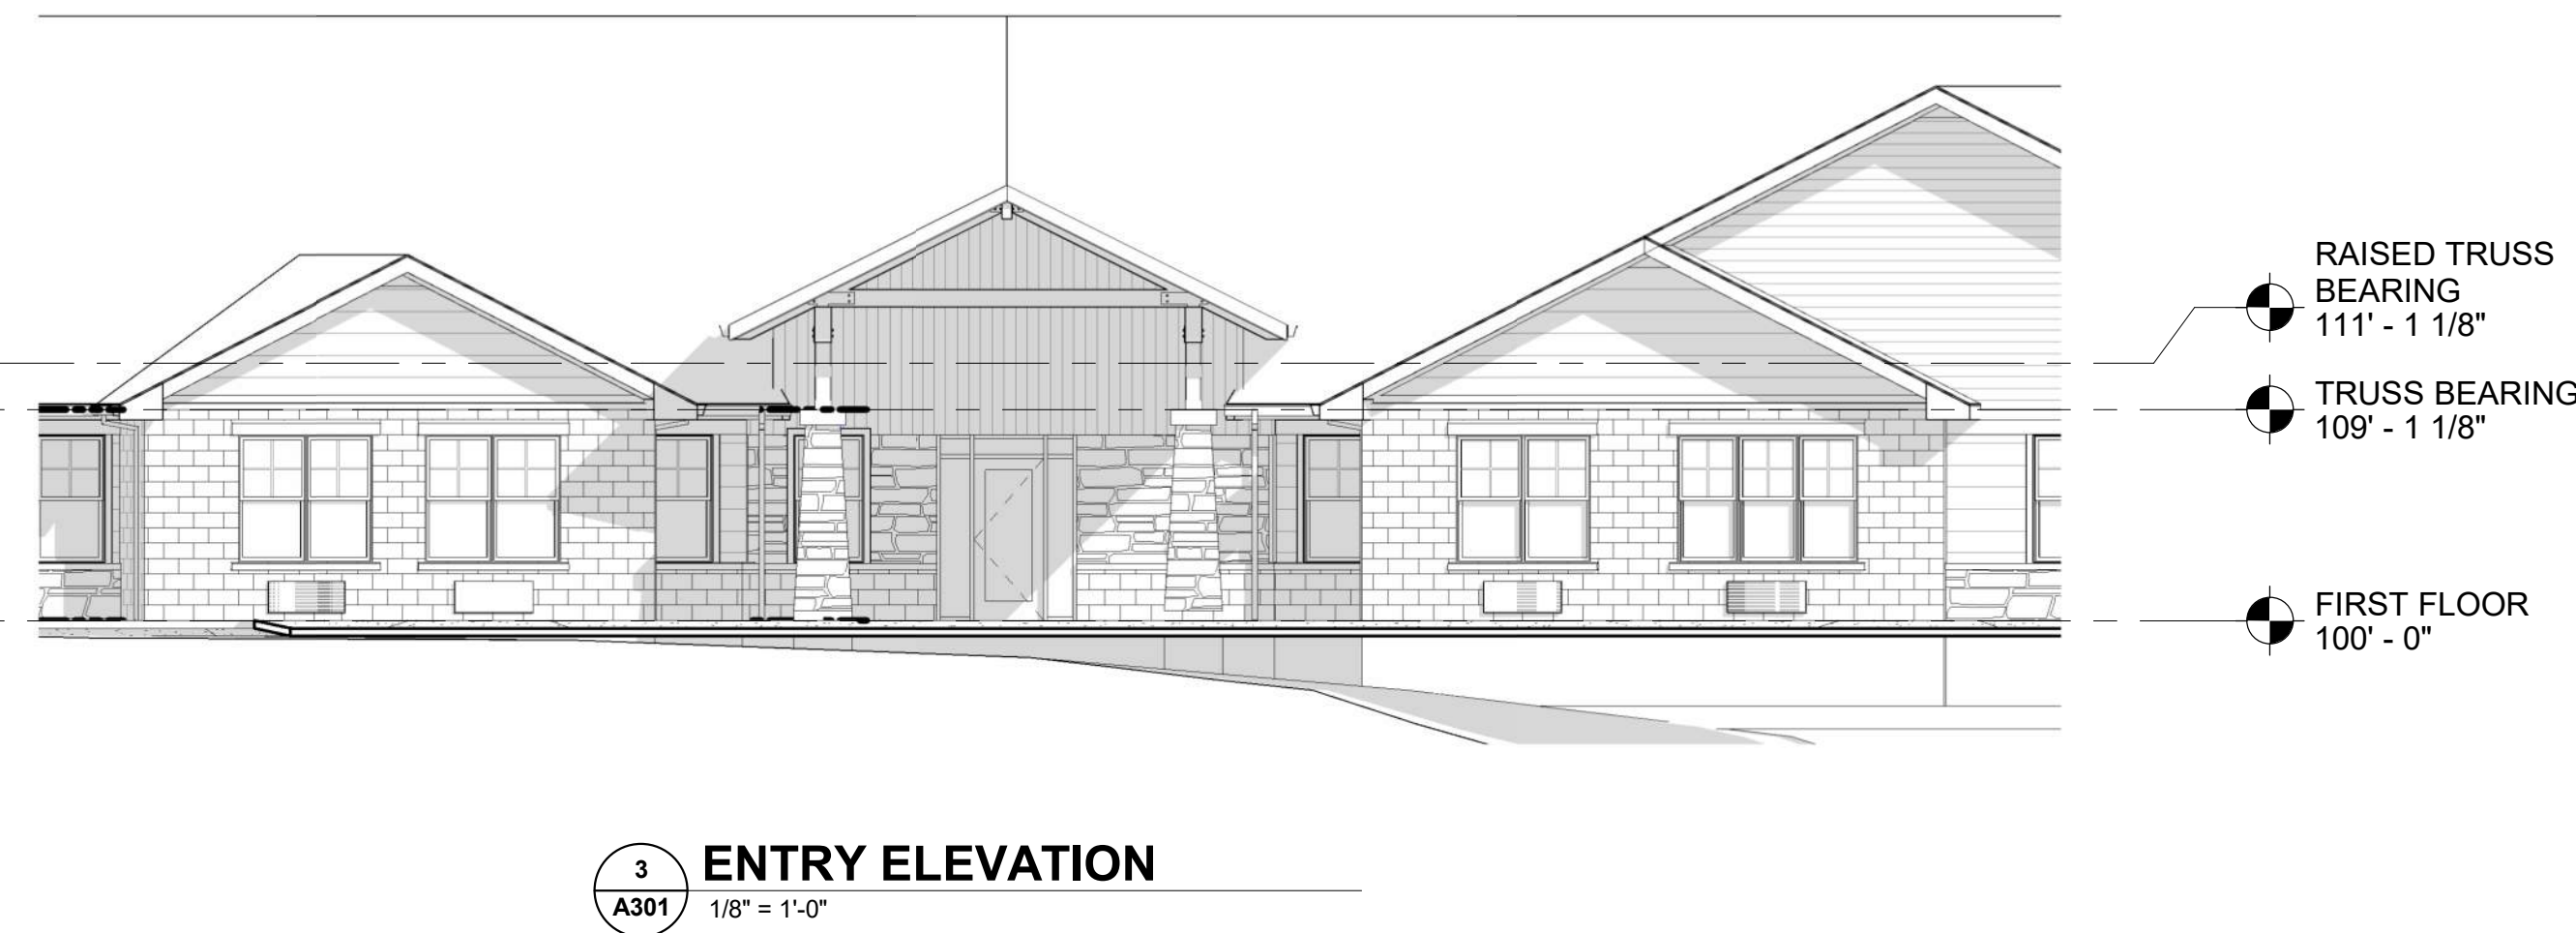 RAISED TRUSS
BEARING
111' - 1 1/8"
TRUSS BEARING
109' - 1 1/8"
FIRST FLOOR
100' - 0"
3
A301
ENTRY ELEVATION
1/8" = 1'-0"